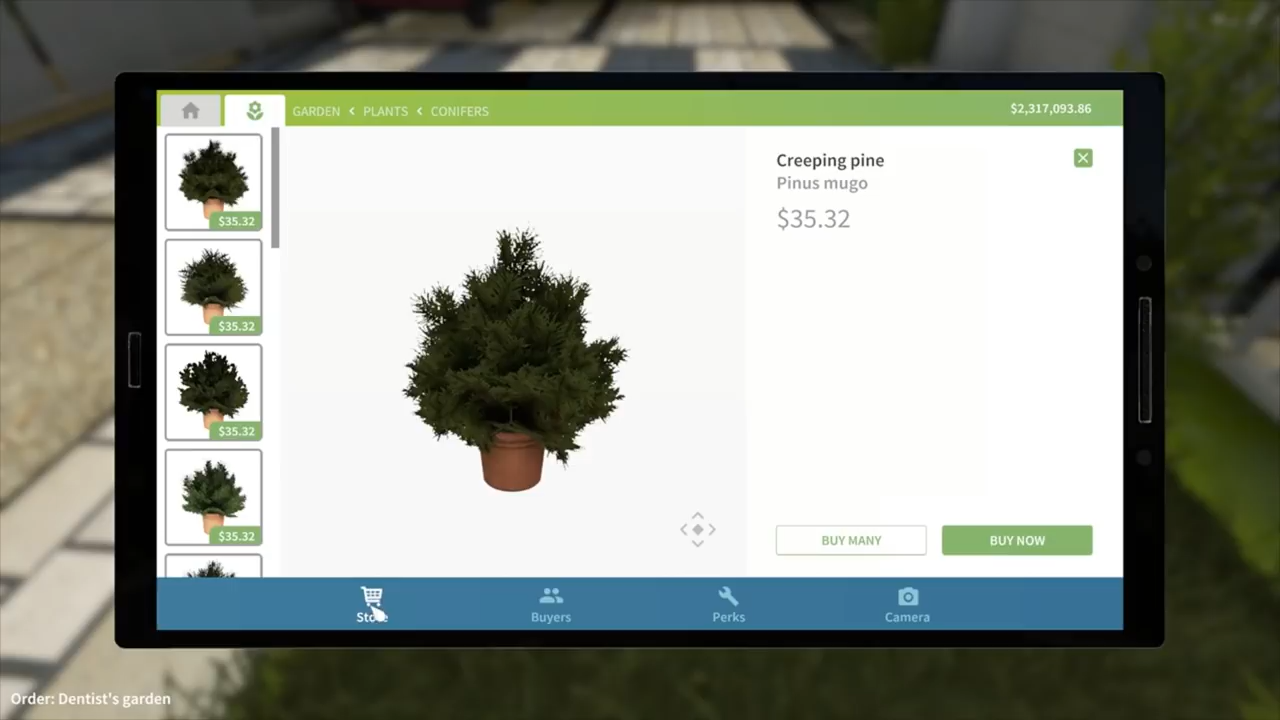 GARDEN < PLANTS < CONIFERS
$2,317,093.86
$35.32
$35.32
$35.32
$35.32
Creeping pine
Pinus mugo
$35.32
BUY MANY
BUY NOW
Store
Buyers
Perks
Camera
Order: Dentist's garden